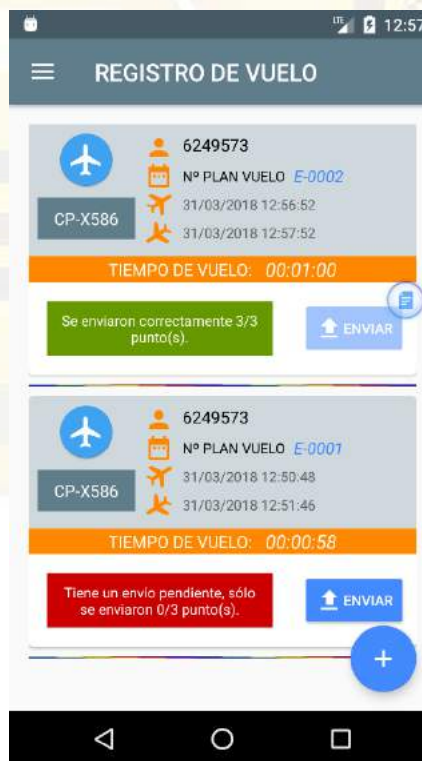 LTE 12:57
REGISTRO DE VUELO
6249573
Nº PLAN VUELO E-0002
31/03/2018 12:56:52
CP-X586
31/03/2018 12:57:52
TIEMPO DE VUELO: 00:01:00
Se enviaron correctamente 3/3
punto(s).
ENVIAR
6249573
Nº PLAN VUELO E-0001
31/03/2018 12:50:48
CP-X586
31/03/2018 12:51:46
TIEMPO DE VUELO: 00:00:58
Tiene un envio pendiente, sólo
se enviaron 0/3 punto(s).
ENVIAR